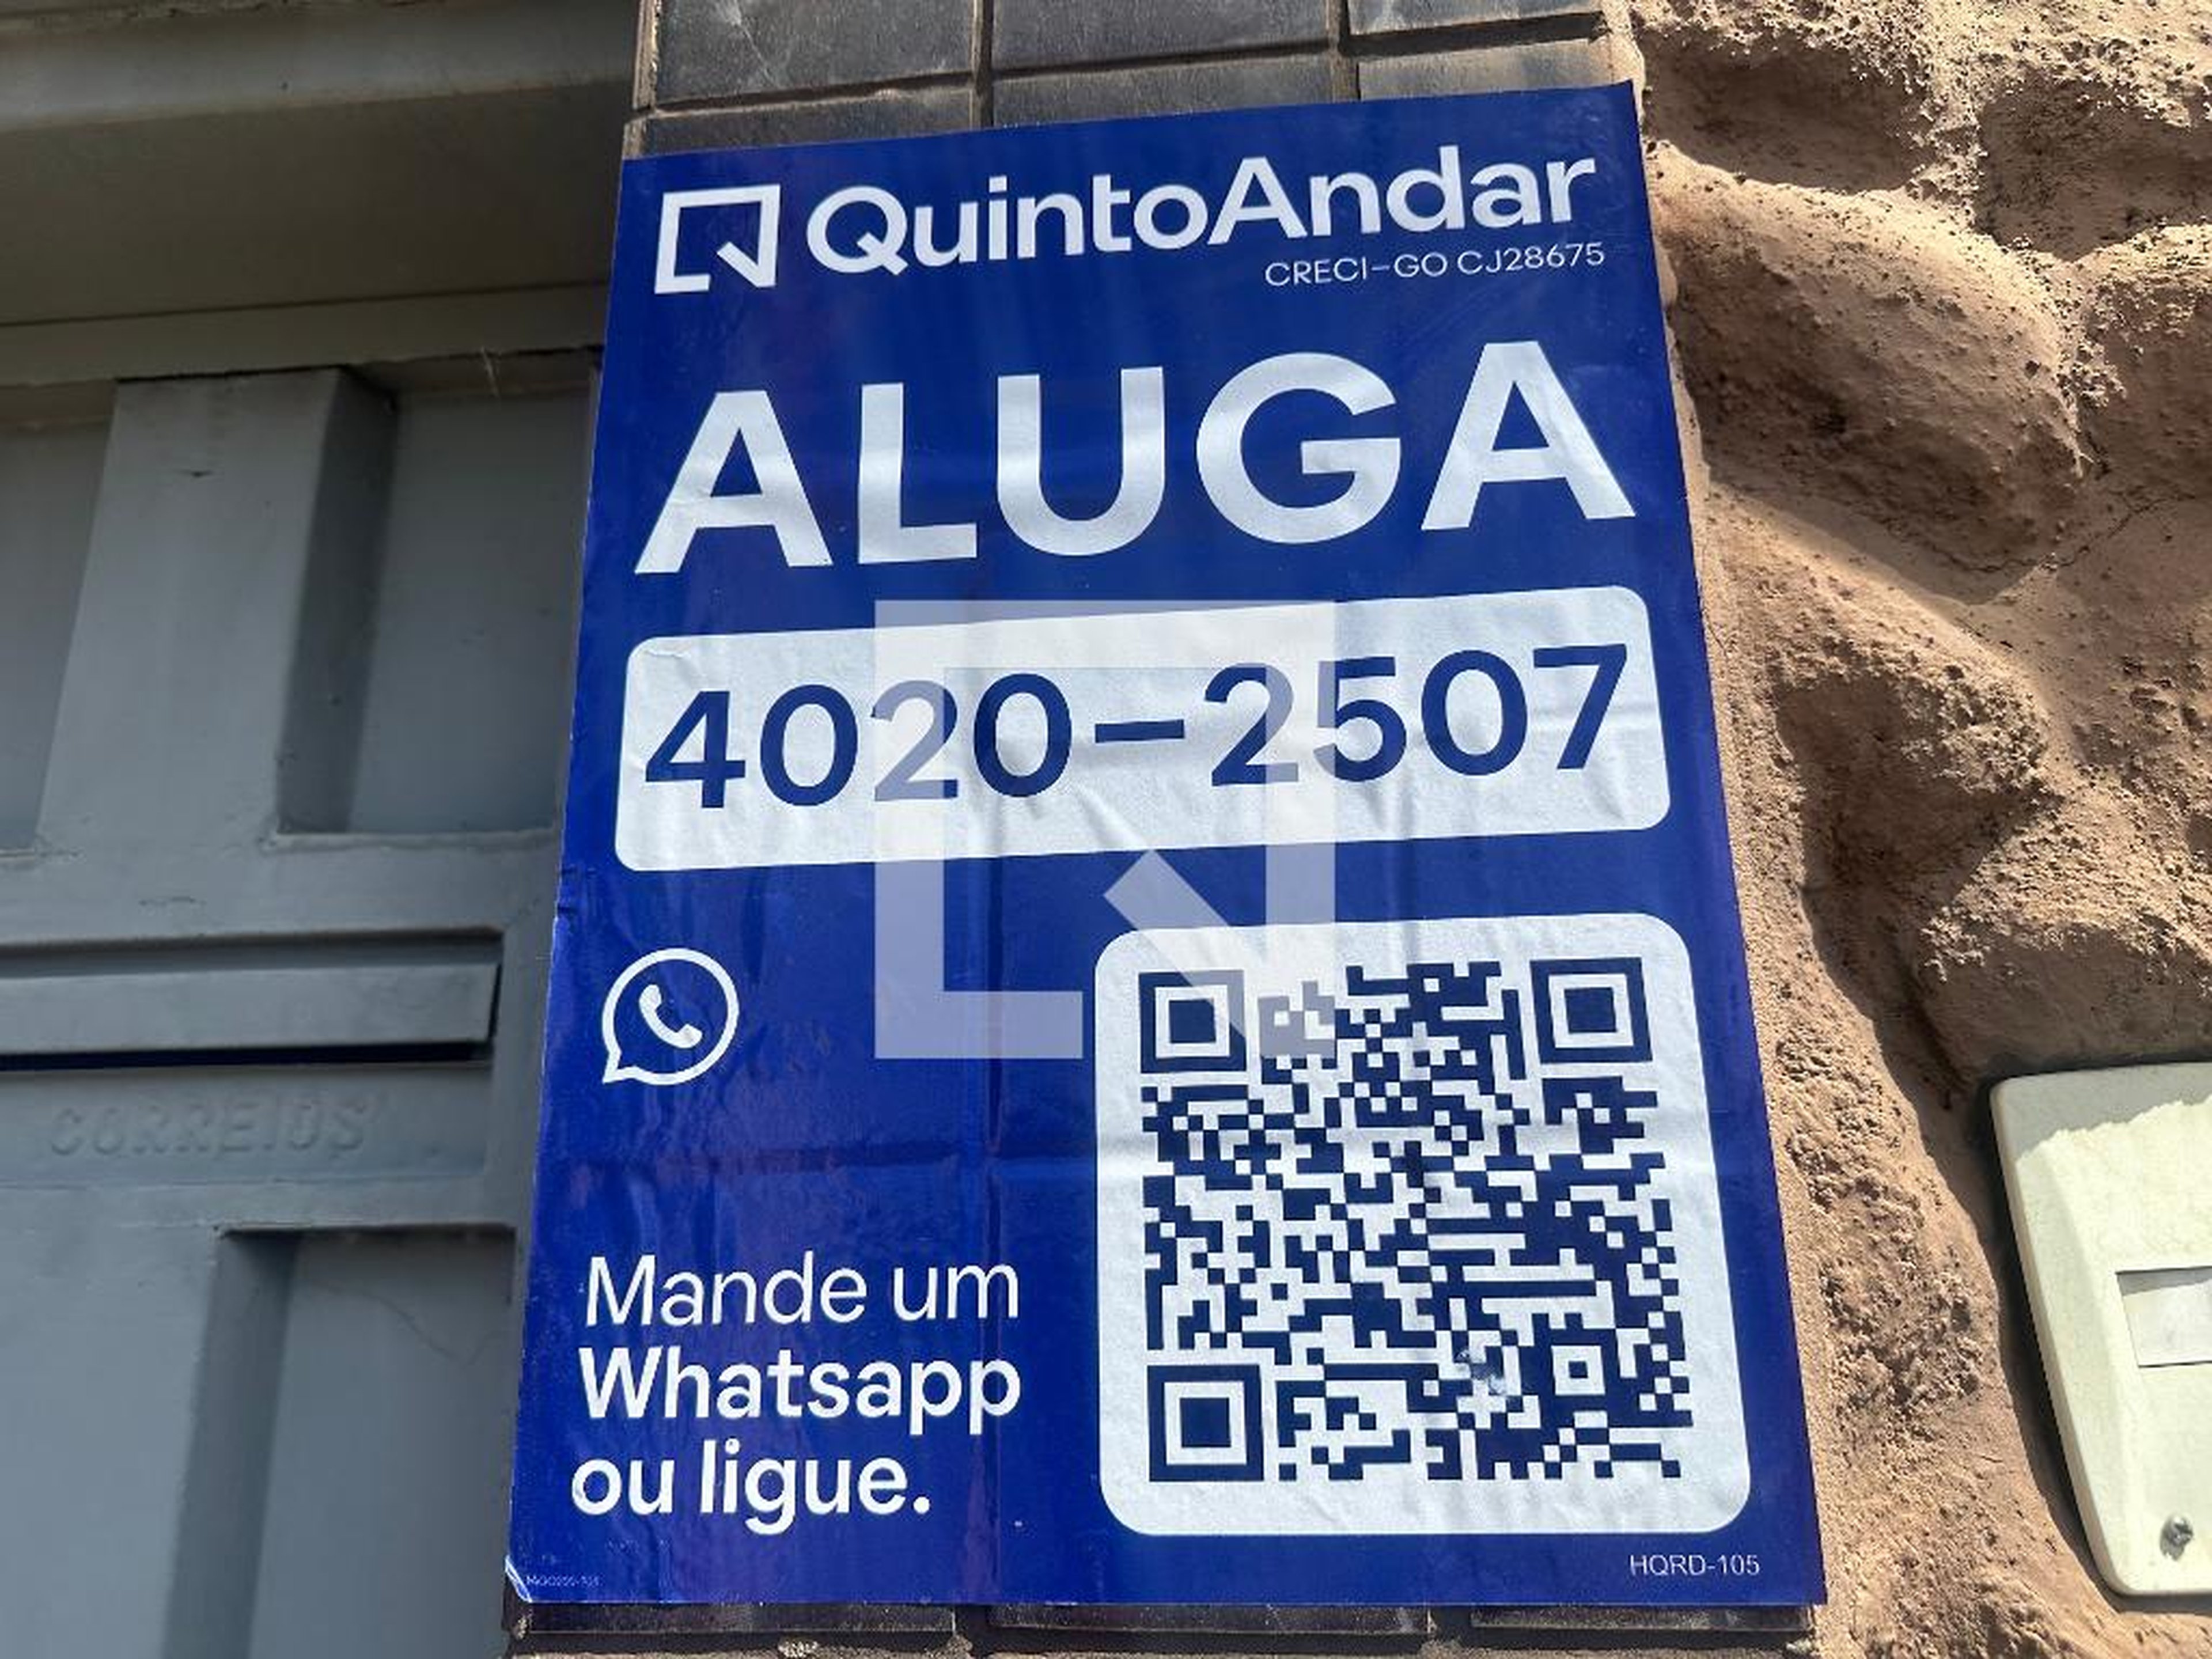 QuintoAndar
CRECI-GO CJ28675
ALUGA
4020-2507
Mande um
Whatsapp
ou ligue.
HQRD-105
CORREIOS